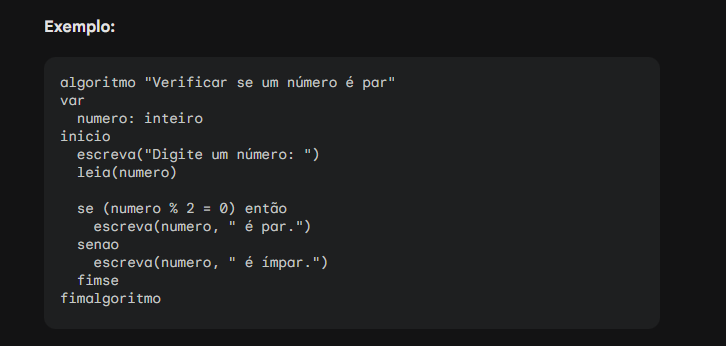 Exemplo:
algoritmo "Verificar se um número é par"
var
  numero: inteiro
inicio
  escreva("Digite um número: ")
  leia(numero)

  se (numero % 2 = 0) então
    escreva(numero, " é par.")
  senao
    escreva(numero, " é ímpar.")
  fimse
fimalgoritmo